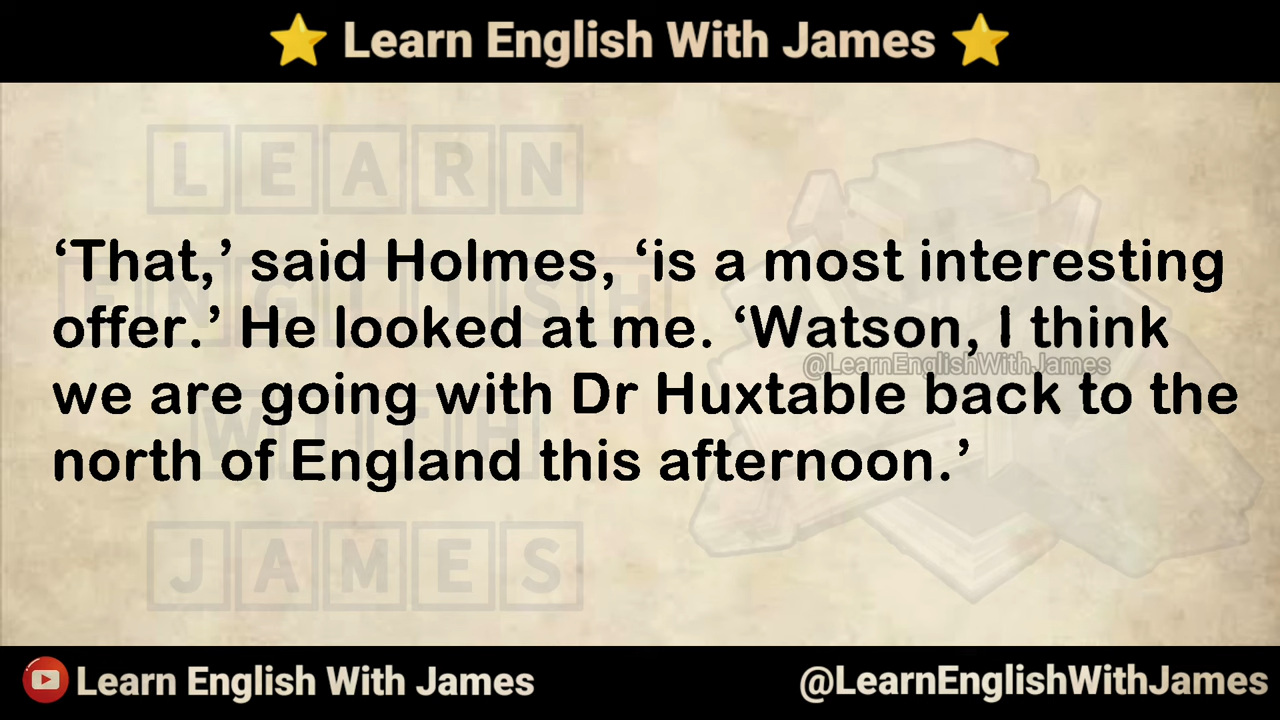 Learn English With James
LEARN
‘That,’ said Holmes, ‘is a most interesting
offer.’ He looked at me. ‘Watson, I think
@LearnEnglishWithJames
we are going with Dr Huxtable back to the
north of England this afternoon.’
ENGLISH
WITH
JAMES
Learn English With James
@LearnEnglishWithJames